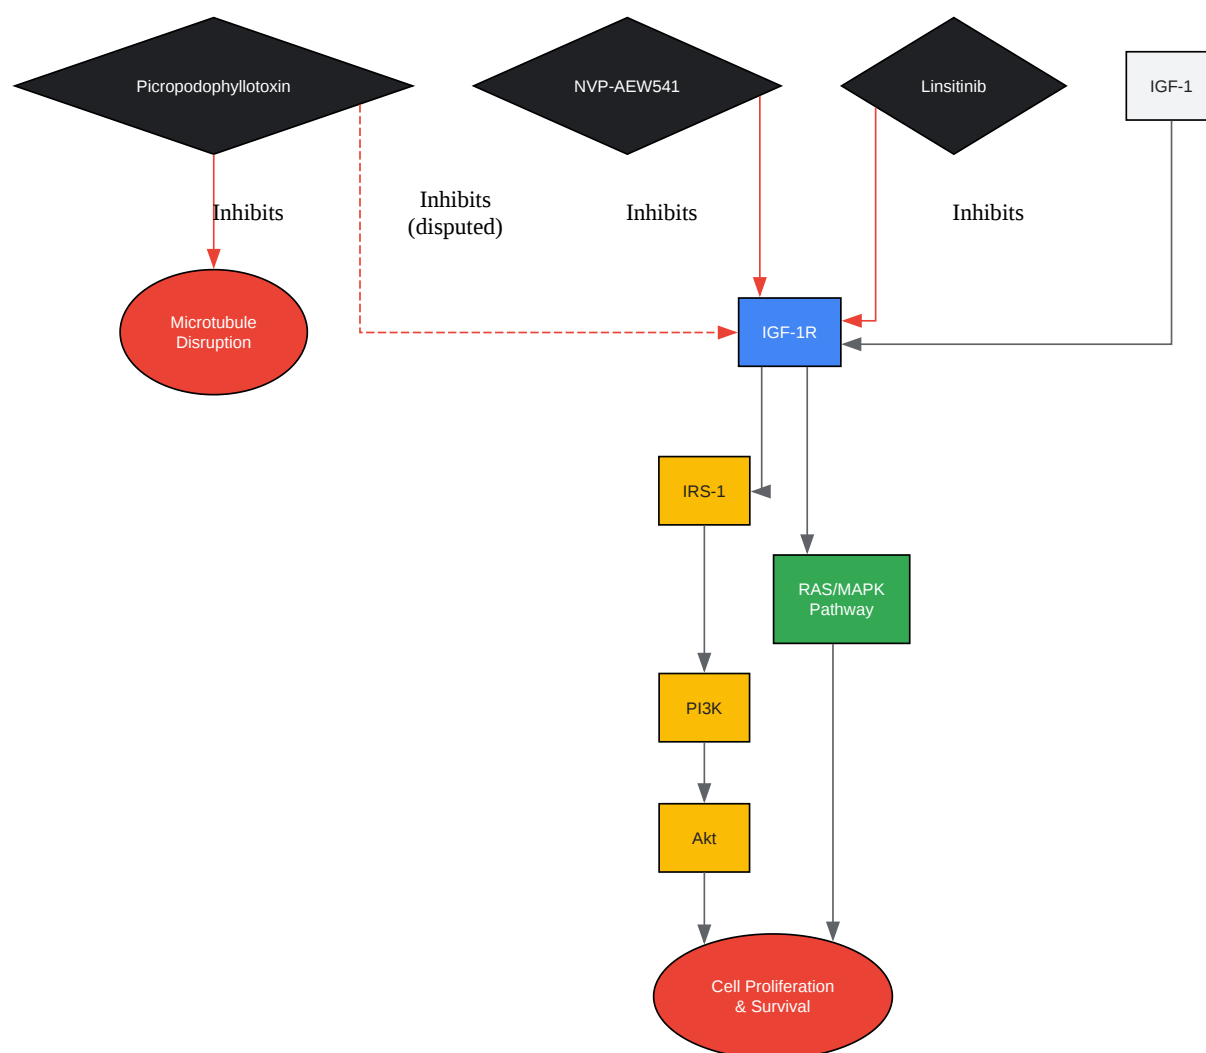 Picropodophyllotoxin
NVP-AEW541
Linsitinib
IGF-1
Inhibits
Inhibits
(disputed)
Inhibits
Inhibits
Microtubule
Disruption
IGF-1R
IRS-1
RAS/MAPK
Pathway
PI3K
Akt
Cell Proliferation
& Survival